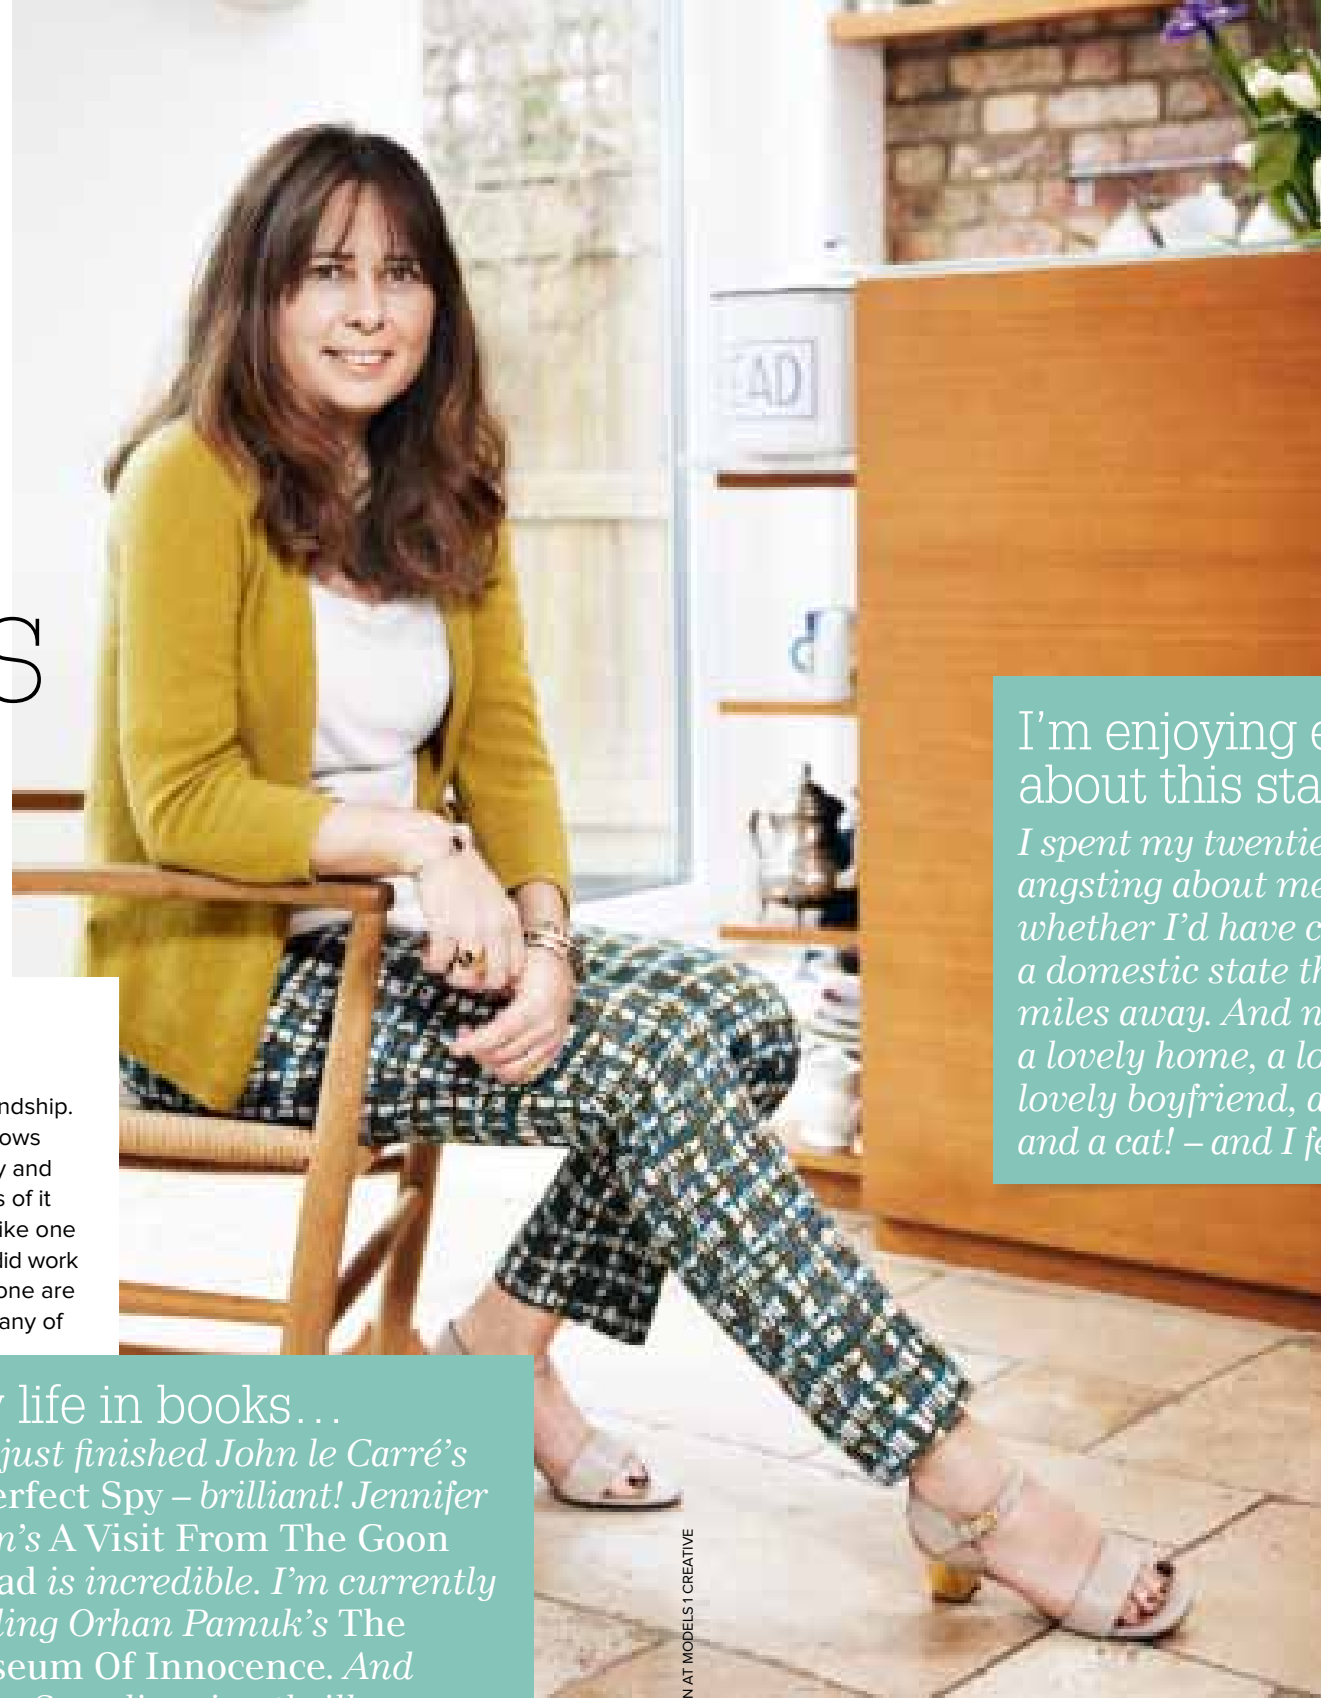 S
ndship.
ows
y and
s of it
ike one
did work
one are
any of
life in books…
just finished John le Carré's
erfect Spy – brilliant! Jennifer
n's A Visit From The Goon
ad is incredible. I'm currently
ling Orhan Pamuk's The
seum Of Innocence. And
EAD
I'm enjoying e
about this sta
I spent my twentie
angsting about me
whether I'd have c
a domestic state th
miles away. And n
a lovely home, a lo
lovely boyfriend, a
and a cat! – and I fe
N AT MODELS 1 CREATIVE